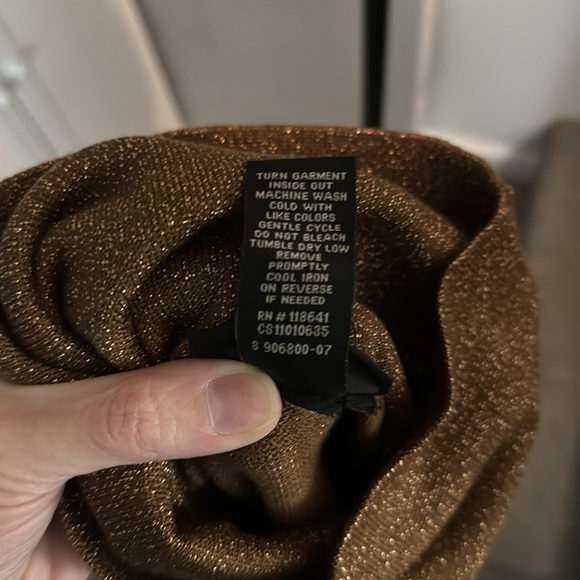 TURN GARMENT
INSIDE OUT
MACHINE WASH
COLD WITH
LIKE COLORS
GENTLE CYCLE
DO NOT BLEACH
TUMBLE DRY LOW
REMOVE
PROMPTLY
COOL IRON
ON REVERSE
IF NEEDED
RN # 118641
CS11010635
S 906800-07